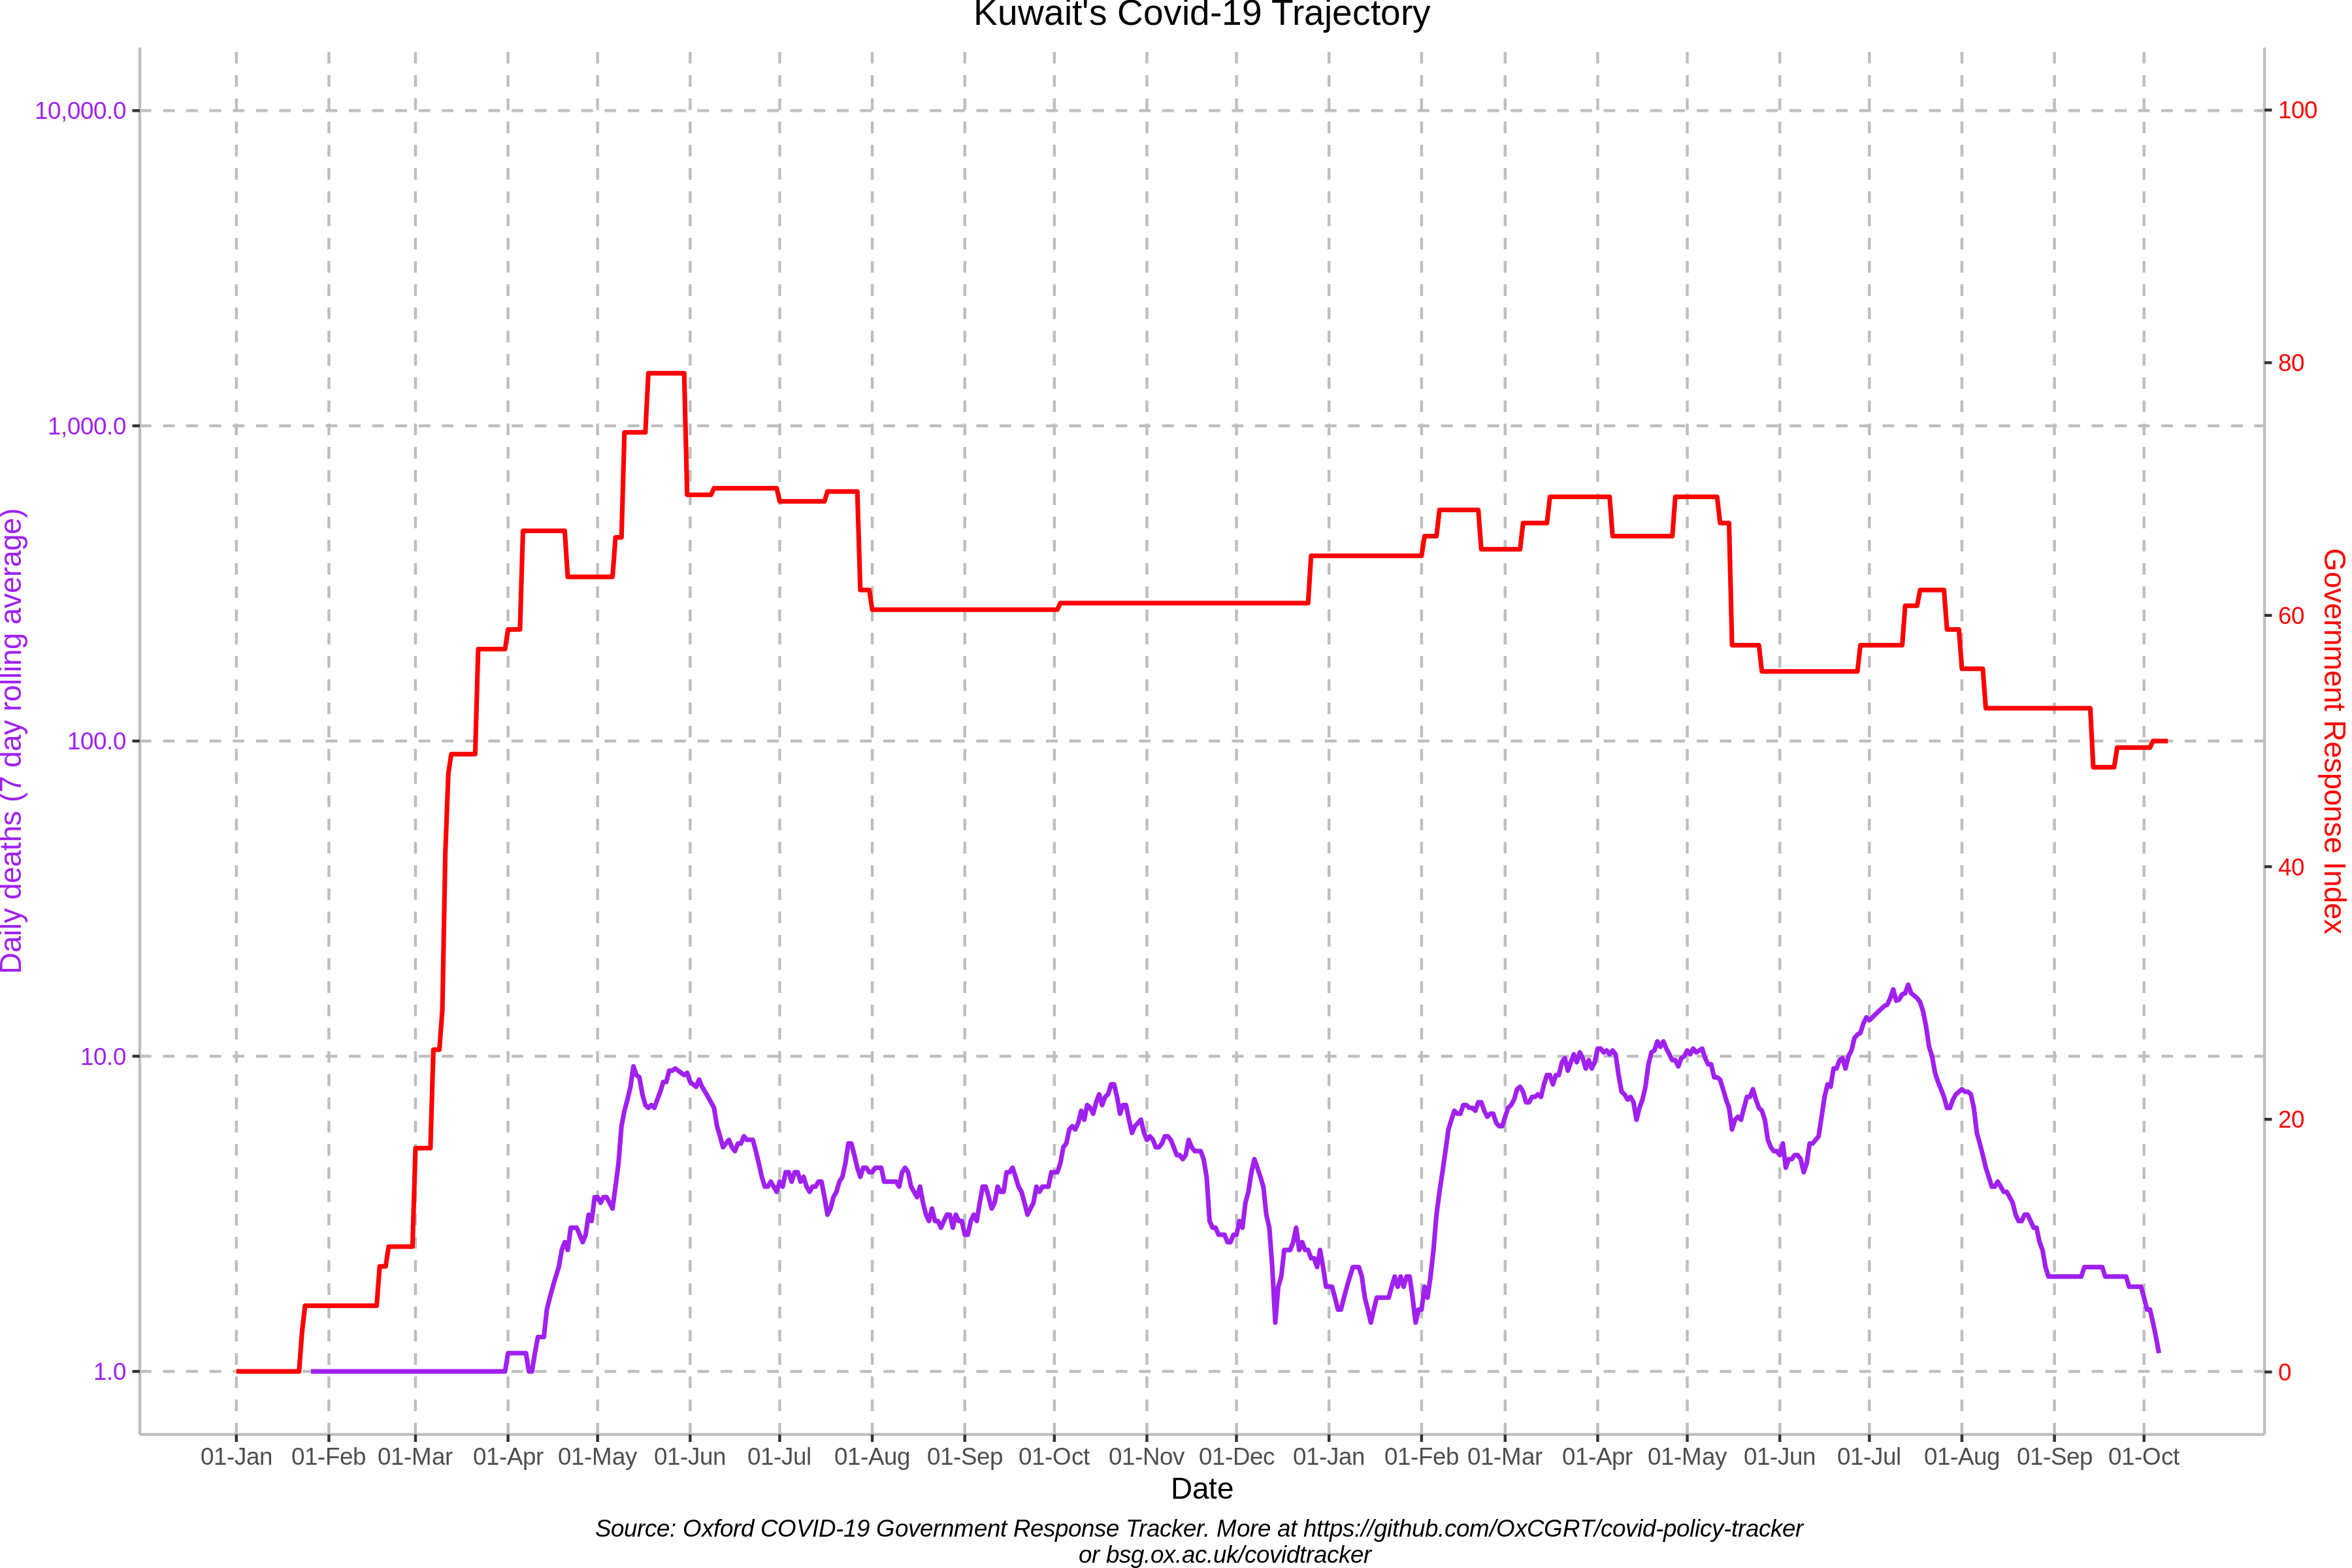 Kuwait's Covid-19 Trajectory
10,000.0
1,000.0
100.0
10.0
1.0
Daily deaths (7 day rolling average)
100
80
60
40
20
0
Government Response Index
01-Jan 01-Feb 01-Mar 01-Apr 01-May 01-Jun 01-Jul 01-Aug 01-Sep 01-Oct 01-Nov 01-Dec 01-Jan 01-Feb 01-Mar 01-Apr 01-May 01-Jun 01-Jul 01-Aug 01-Sep 01-Oct
Date
Source: Oxford COVID-19 Government Response Tracker. More at https://github.com/OxCGRT/covid-policy-tracker
or bsg.ox.ac.uk/covidtracker